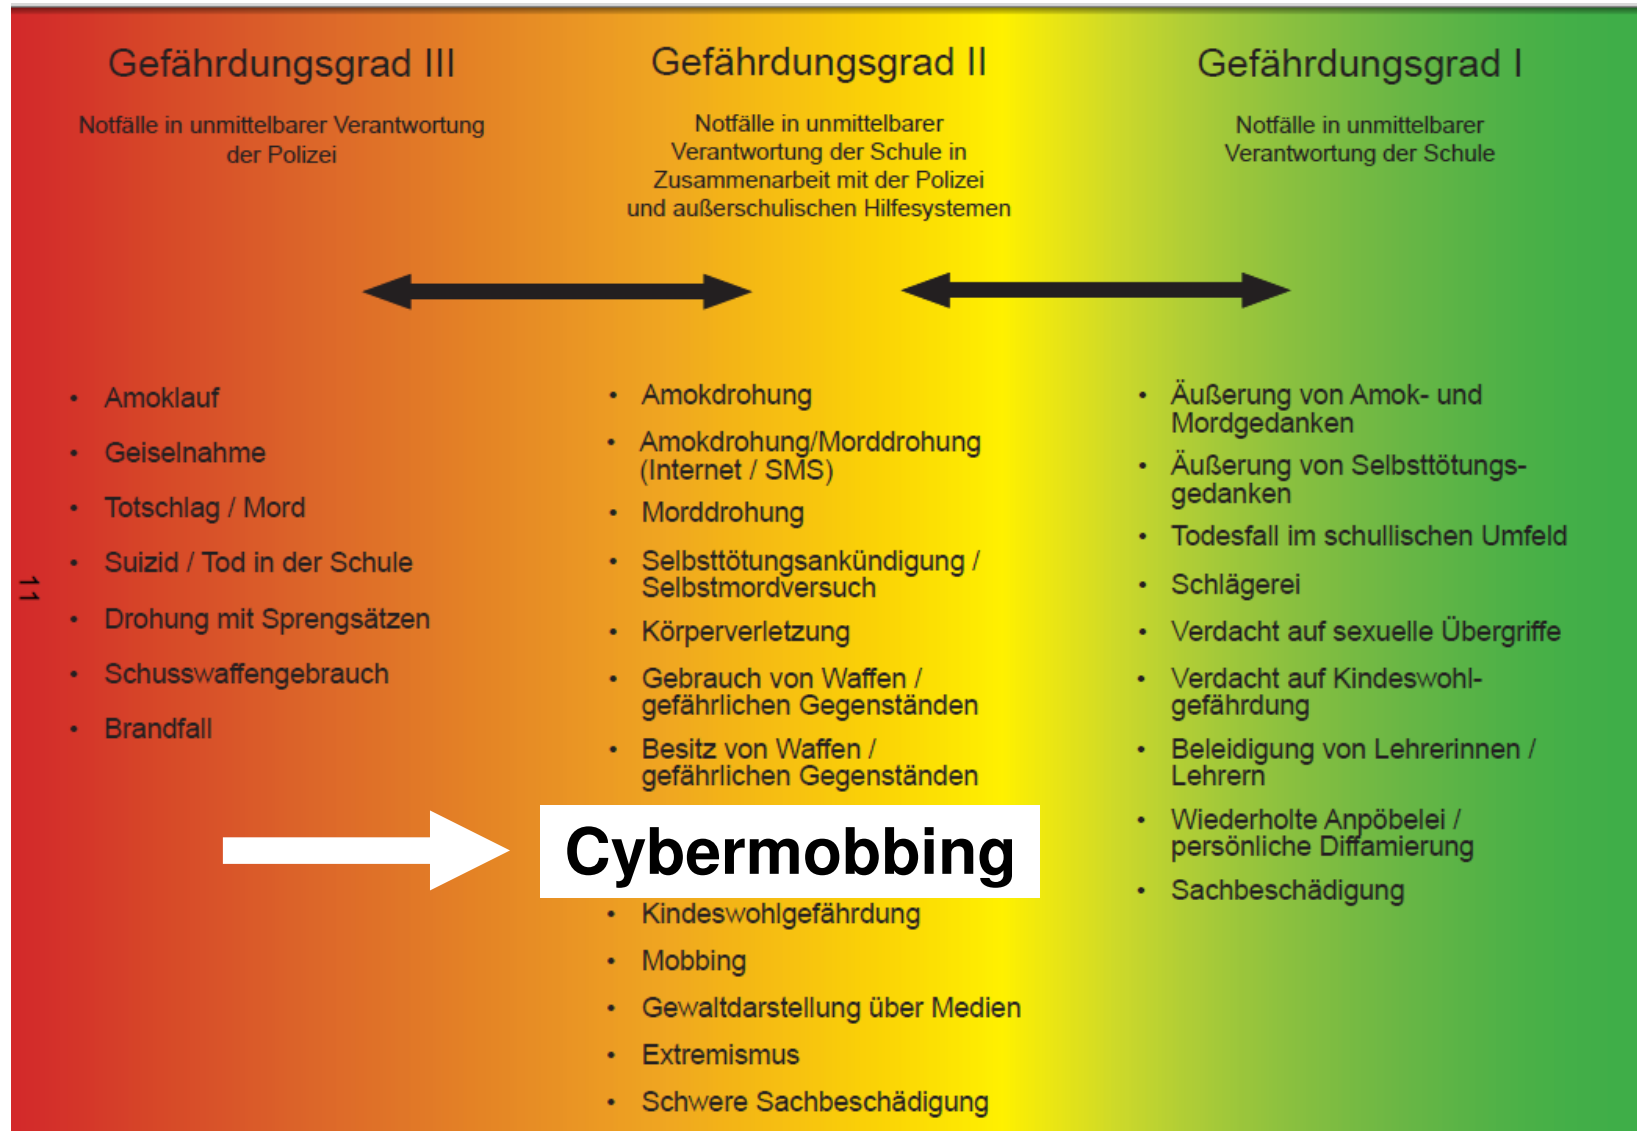 Gefährdungsgrad III
Notfälle in unmittelbarer Verantwortung
der Polizei
• Amoklauf
• Geiselnahme
• Totschlag / Mord
• Suizid / Tod in der Schule
• Drohung mit Sprengsätzen
• Schusswaffengebrauch
• Brandfall
Gefährdungsgrad II
Notfälle in unmittelbarer
Verantwortung der Schule in
Zusammenarbeit mit der Polizei
und außerschulischen Hilfesystemen
• Amokdrohung
• Amokdrohung/Morddrohung
(Internet / SMS)
• Morddrohung
• Selbsttötungsankündigung /
Selbstmordversuch
• Körperverletzung
• Gebrauch von Waffen /
gefährlichen Gegenständen
• Besitz von Waffen /
gefährlichen Gegenständen
Cybermobbing
• Kindeswohlgefährdung
• Mobbing
• Gewaltdarstellung über Medien
• Extremismus
• Schwere Sachbeschädigung
Gefährdungsgrad I
Notfälle in unmittelbarer
Verantwortung der Schule
• Äußerung von Amok- und
Mordgedanken
• Äußerung von Selbsttötungs-
gedanken
• Todesfall im schullischen Umfeld
• Schlägerei
• Verdacht auf sexuelle Übergriffe
• Verdacht auf Kindeswohl-
gefährdung
• Beleidigung von Lehrerinnen /
Lehrern
• Wiederholte Anpöbelei /
persönliche Diffamierung
• Sachbeschädigung
11